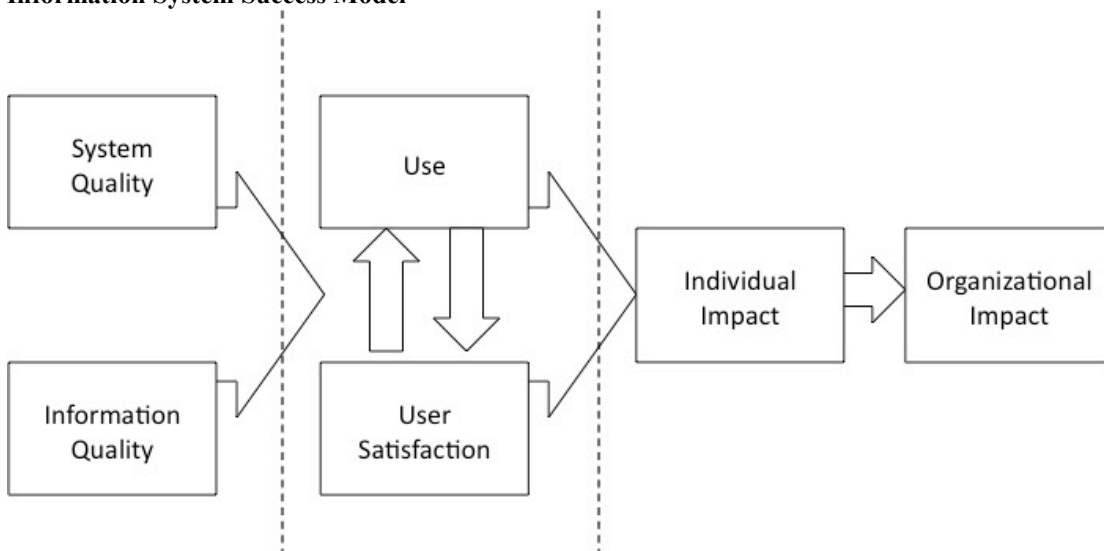 Information System Success Model
System
Quality
Use
Individual
Impact
Organizational
Impact
Information
Quality
User
Satisfaction